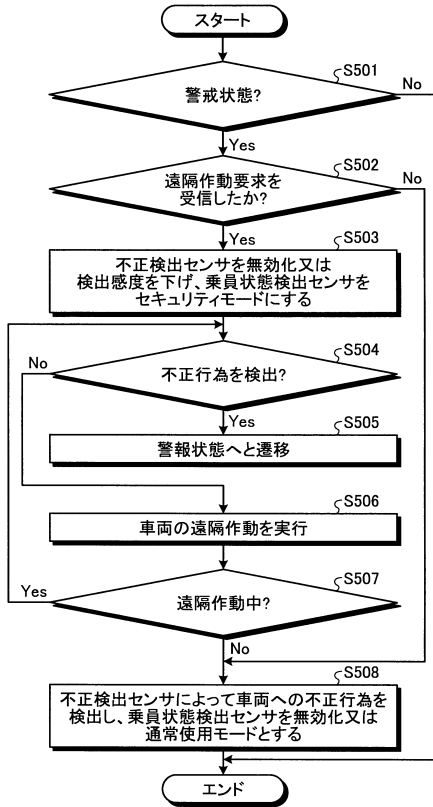 スタート
S501
警戒状態?
No
Yes
S502
遠隔作動要求を
受信したか?
No
Yes
S503
不正検出センサを無効化又は
検出感度を下げ、乗員状態検出センサを
セキュリティモードにする
S504
不正行為を検出?
No
Yes
S505
警報状態へと遷移
S506
車両の遠隔作動を実行
S507
遠隔作動中?
Yes
No
S508
不正検出センサによって車両への不正行為を
検出し、乗員状態検出センサを無効化又は
通常使用モードとする
エンド